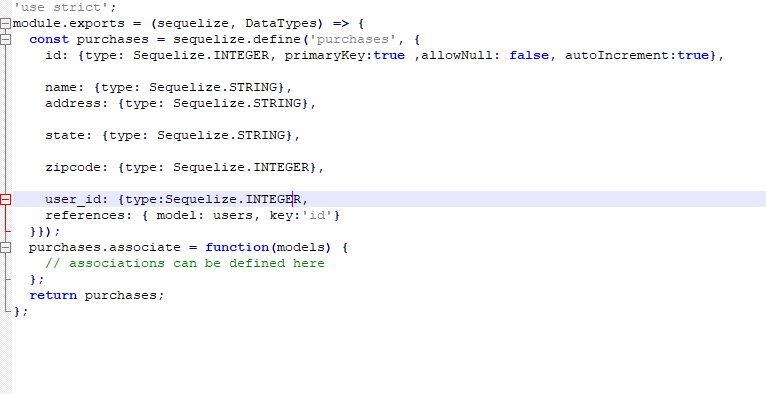 'use strict';
module.exports = (sequelize, DataTypes) => {
  const purchases = sequelize.define('purchases', {
    id: {type: Sequelize.INTEGER, primaryKey:true ,allowNull: false, autoIncrement:true},
    name: {type: Sequelize.STRING},
    address: {type: Sequelize.STRING},
    state: {type: Sequelize.STRING},
    zipcode: {type: Sequelize.INTEGER},
    user_id: {type:Sequelize.INTEGER,
    references: { model: users, key:'id'}
  }});
  purchases.associate = function(models) {
    // associations can be defined here
  };
  return purchases;
};